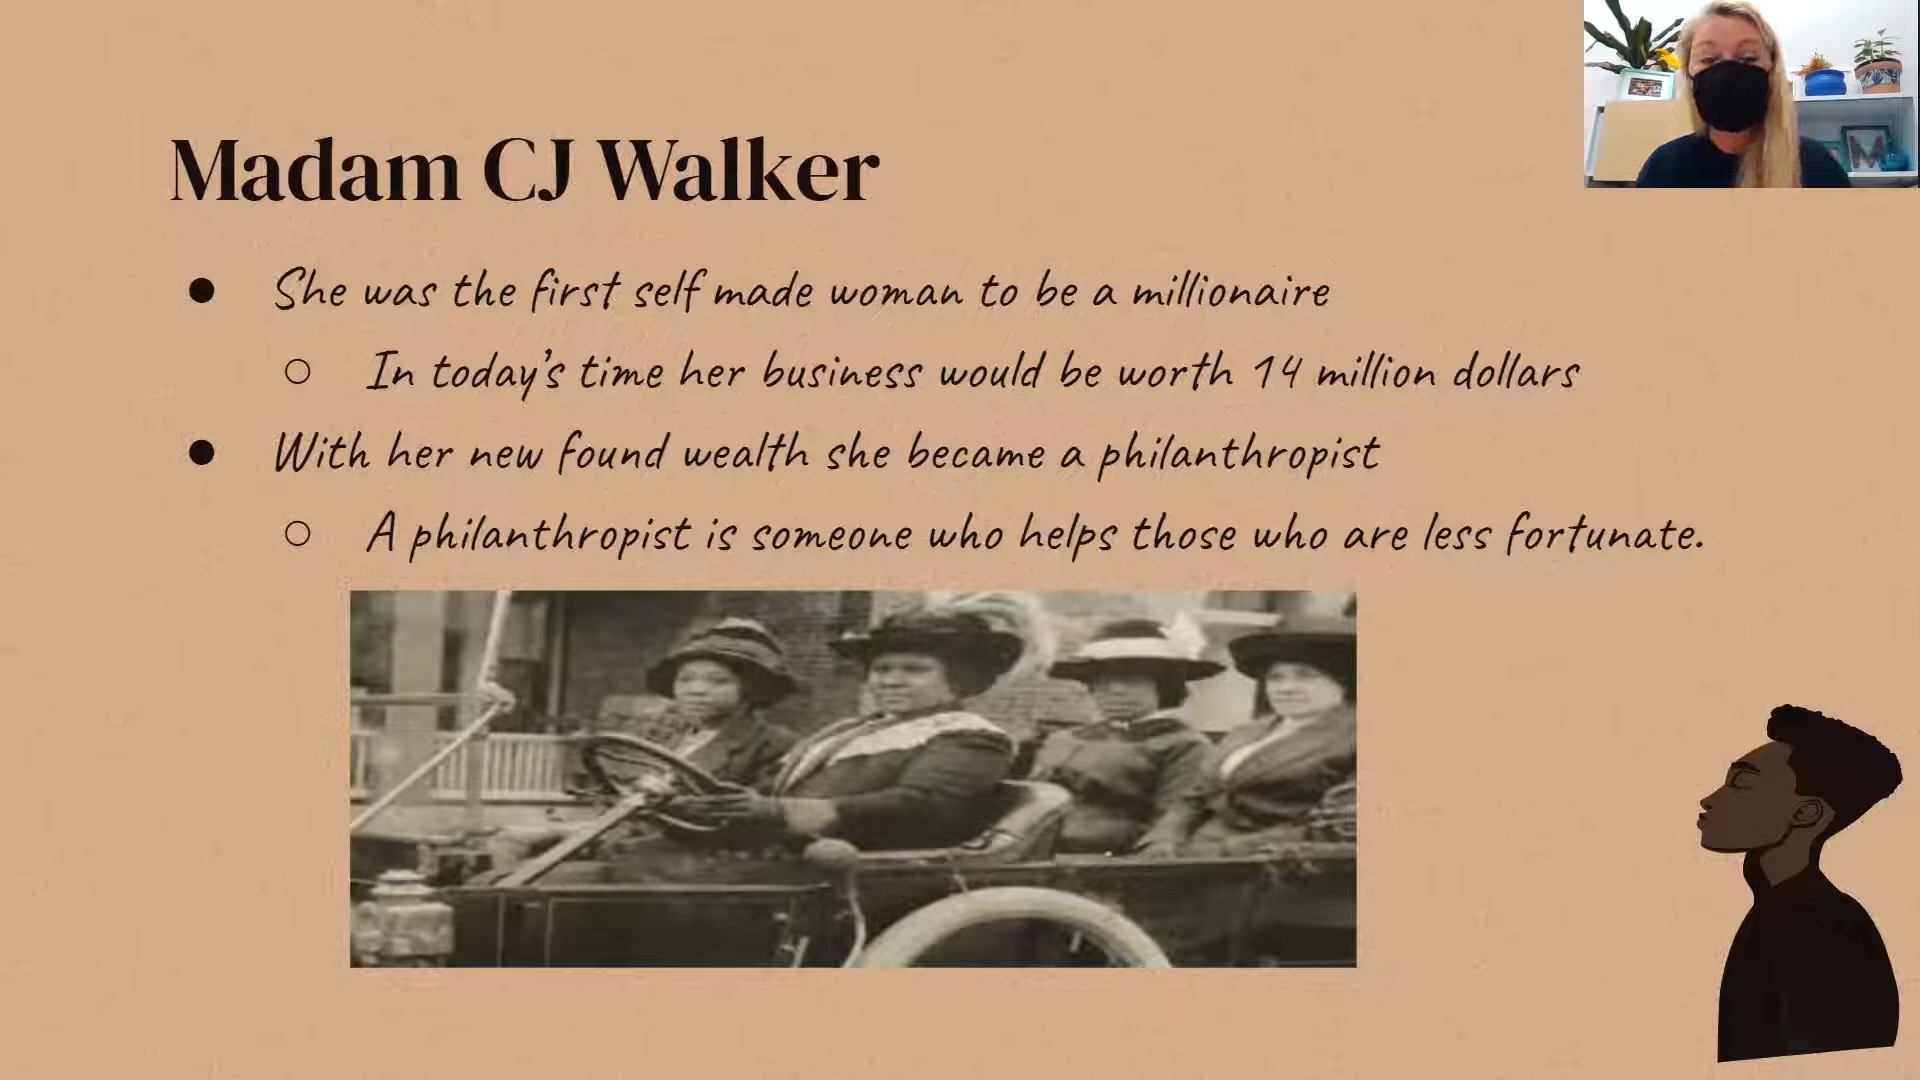 Madam CJ Walker
● She was the first self made woman to be a millionaire
○ In today's time her business would be worth 14 million dollars
● With her new found wealth she became a philanthropist
○ A philanthropist is someone who helps those who are less fortunate.